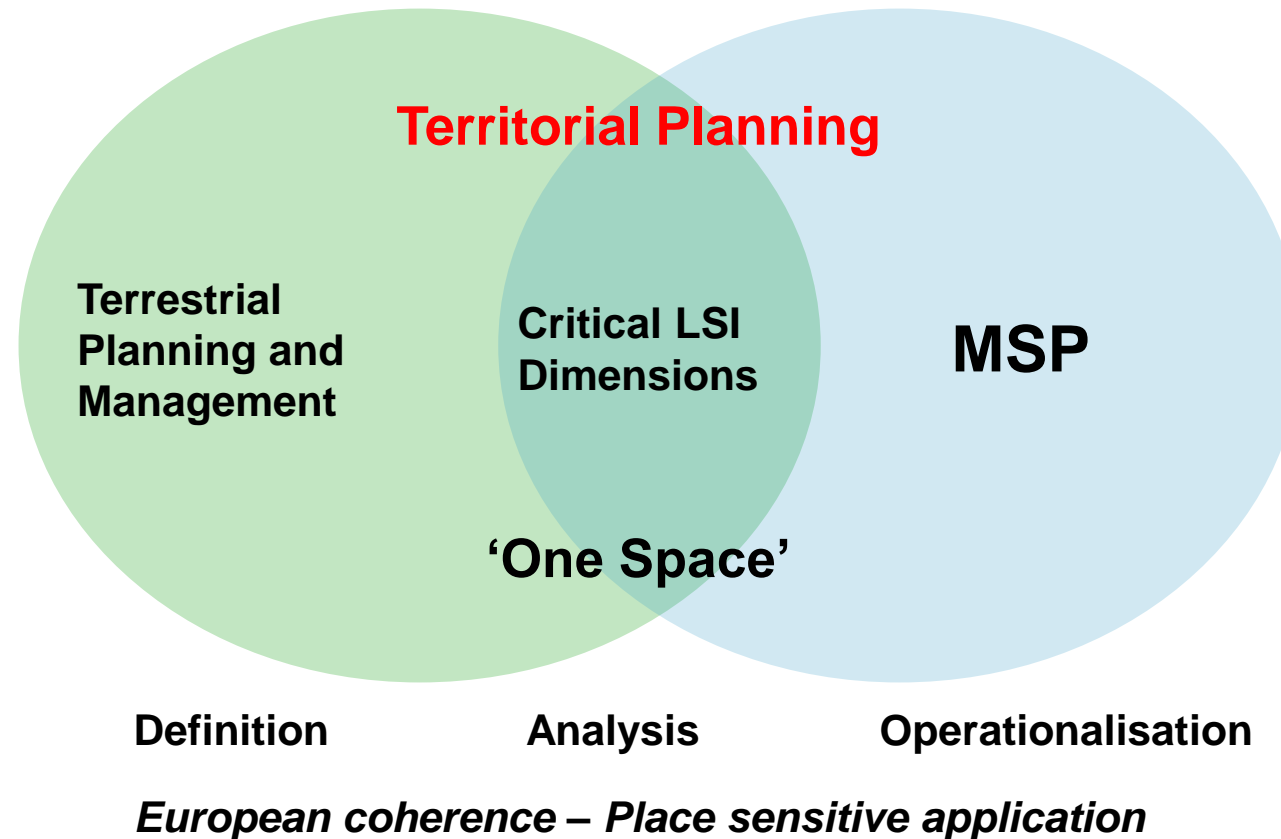 Territorial Planning
Terrestrial
Planning and
Management
Critical LSI
Dimensions
MSP
‘One Space’
Definition Analysis Operationalisation
European coherence – Place sensitive application